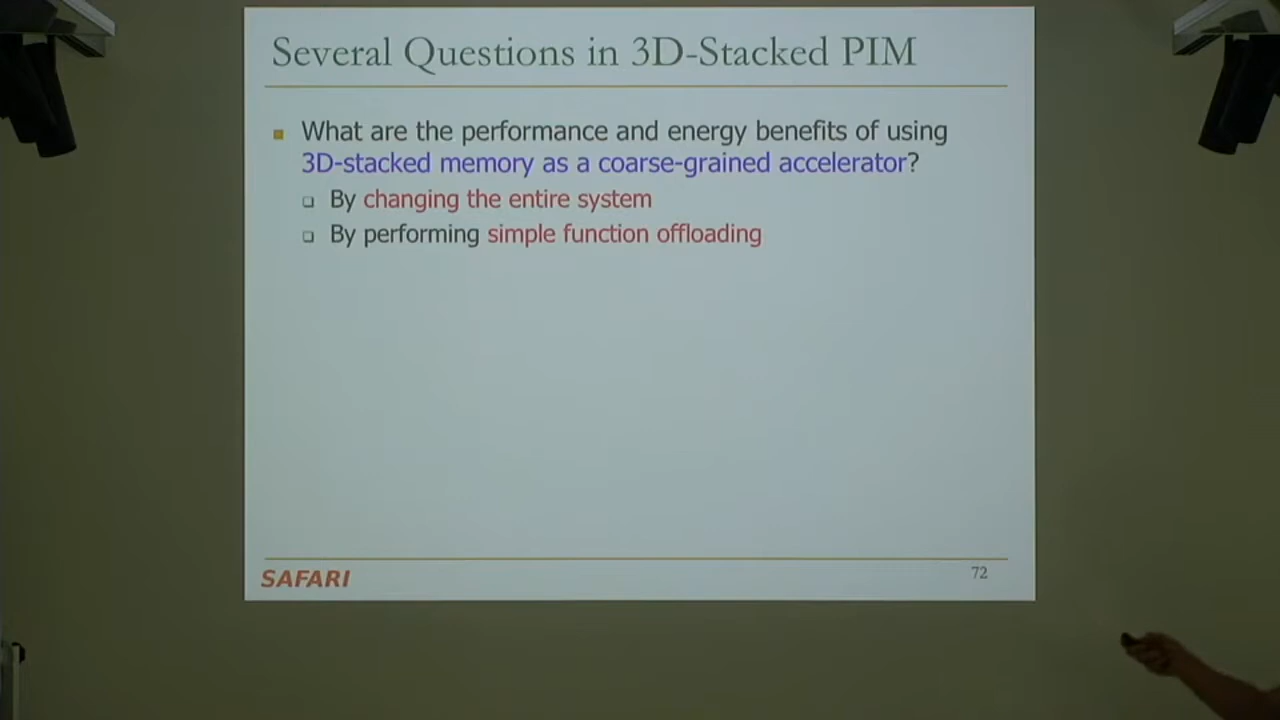 Several Questions in 3D-Stacked PIM
What are the performance and energy benefits of using
3D-stacked memory as a coarse-grained accelerator?
By changing the entire system
By performing simple function offloading
SAFARI
72